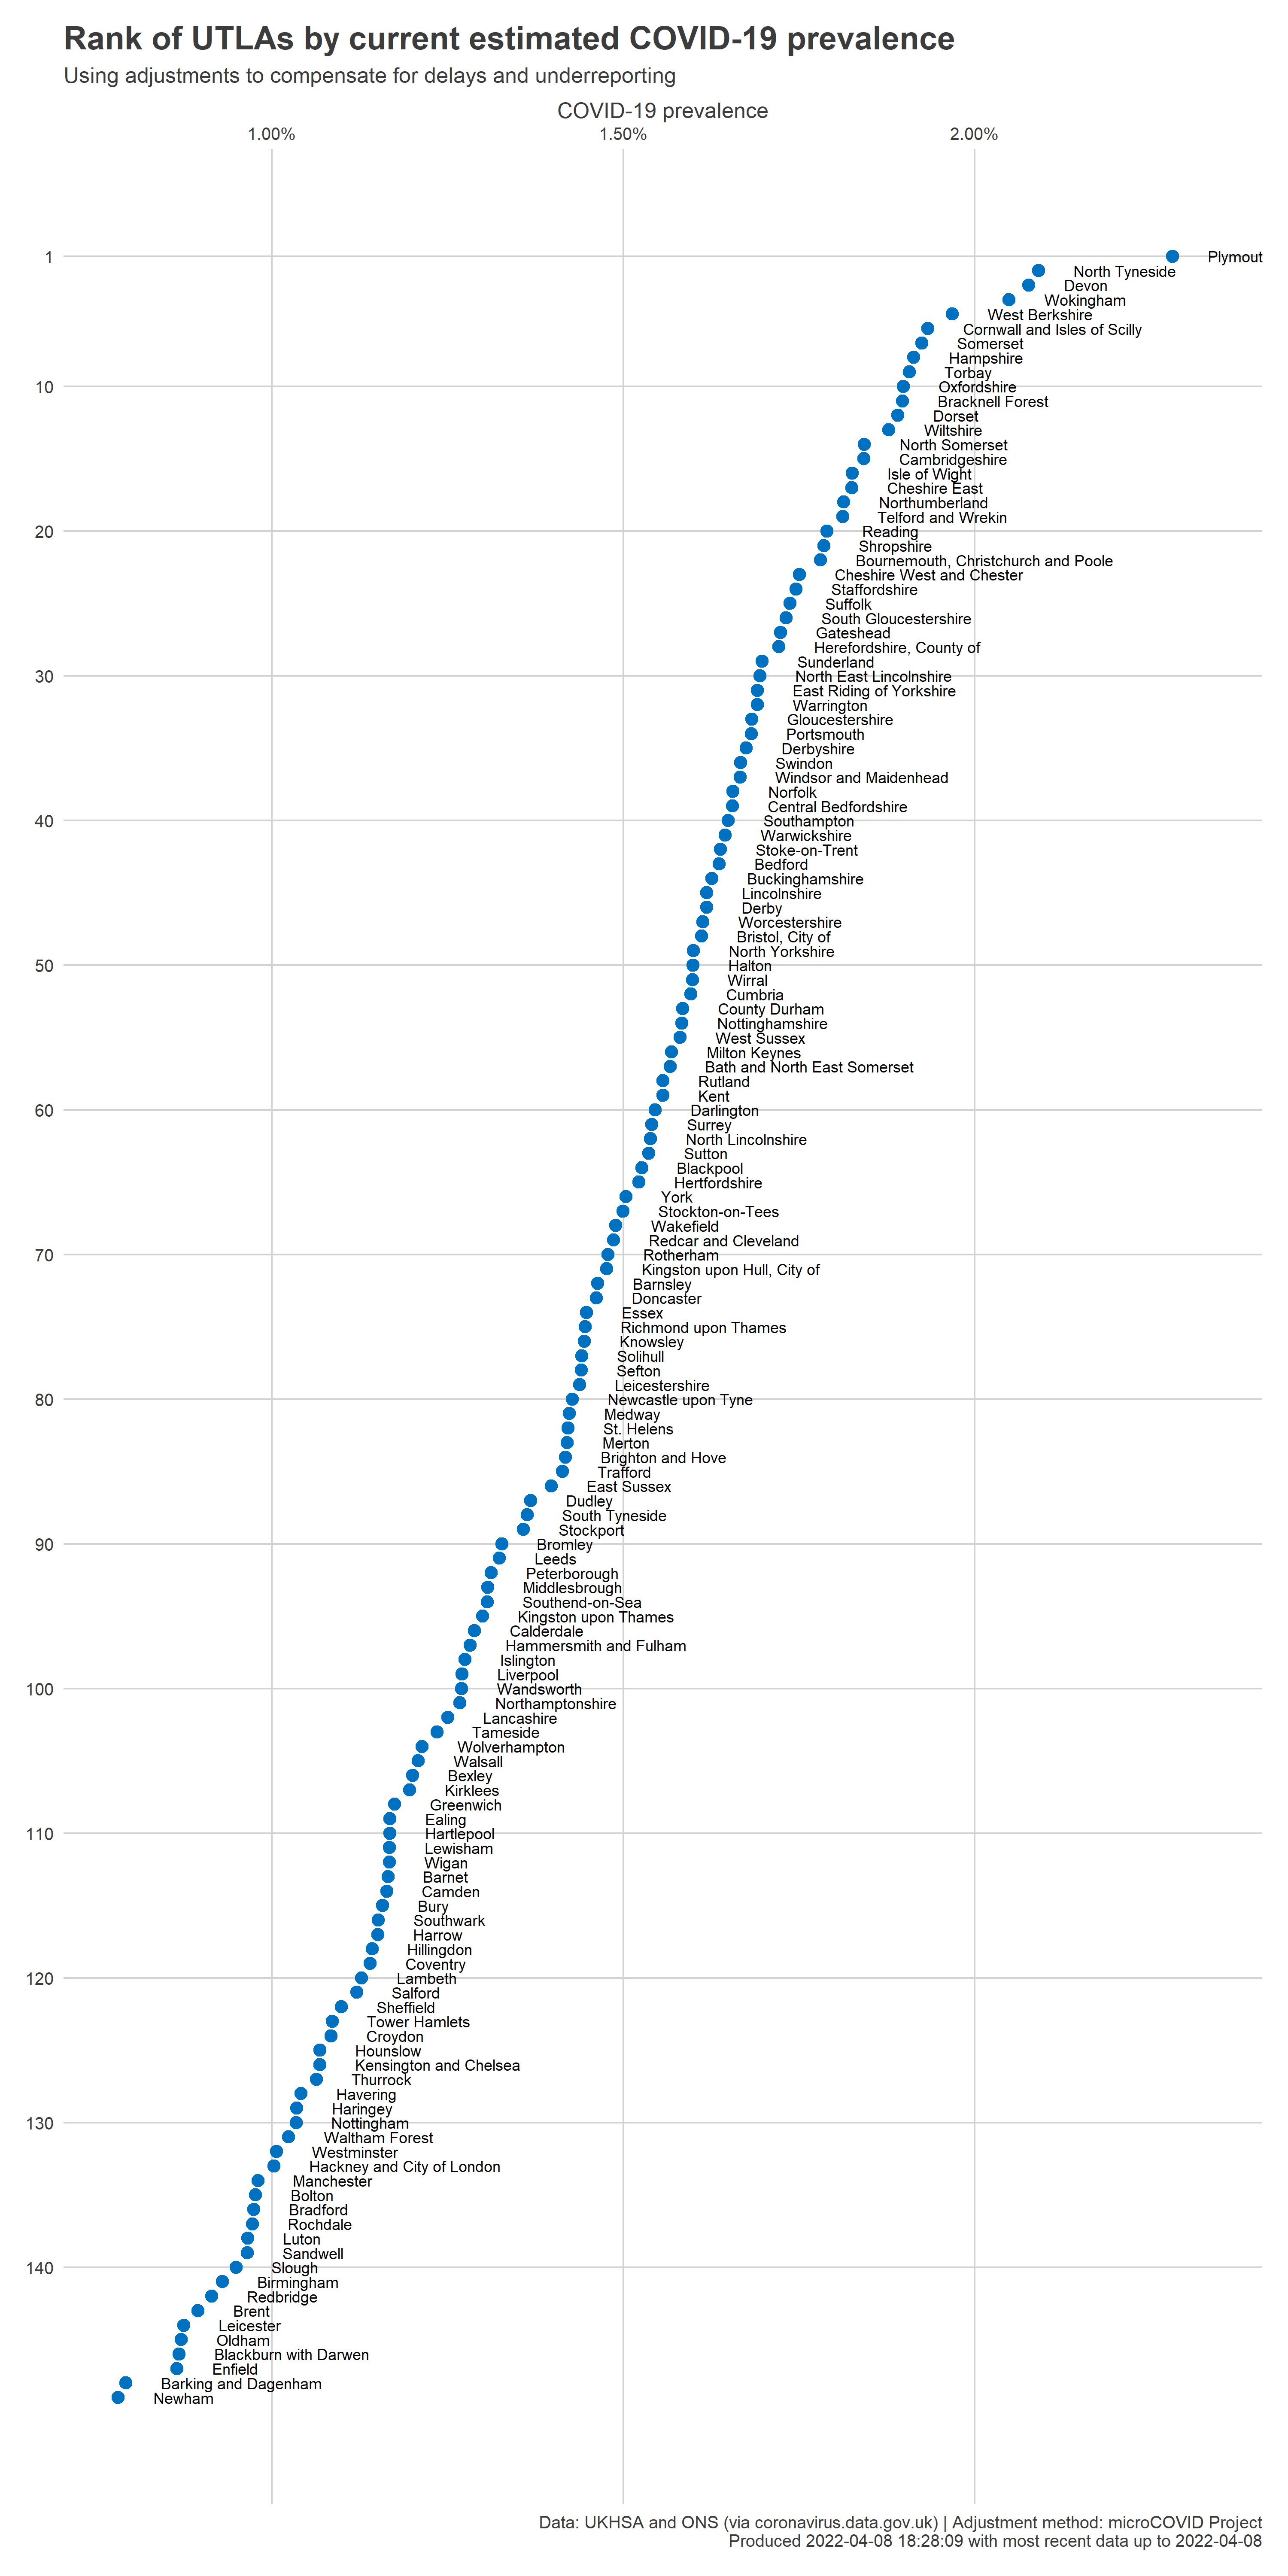 Rank of UTLAs by current estimated COVID-19 prevalence
Using adjustments to compensate for delays and underreporting
COVID-19 prevalence
1.00% 1.50% 2.00%
1 Plymout
North Tyneside
Devon
Wokingham
West Berkshire
Cornwall and Isles of Scilly
Somerset
Hampshire
Torbay
10 Oxfordshire
Bracknell Forest
Dorset
Wiltshire
North Somerset
Cambridgeshire
Isle of Wight
Cheshire East
Northumberland
Telford and Wrekin
20 Reading
Shropshire
Bournemouth, Christchurch and Poole
Cheshire West and Chester
Staffordshire
Suffolk
South Gloucestershire
Gateshead
Herefordshire, County of
Sunderland
30 North East Lincolnshire
East Riding of Yorkshire
Warrington
Gloucestershire
Portsmouth
Derbyshire
Swindon
Windsor and Maidenhead
Norfolk
Central Bedfordshire
40 Southampton
Warwickshire
Stoke-on-Trent
Bedford
Buckinghamshire
Lincolnshire
Derby
Worcestershire
Bristol, City of
North Yorkshire
50 Halton
Wirral
Cumbria
County Durham
Nottinghamshire
West Sussex
Milton Keynes
Bath and North East Somerset
Rutland
Kent
60 Darlington
Surrey
North Lincolnshire
Sutton
Blackpool
Hertfordshire
York
Stockton-on-Tees
Wakefield
Redcar and Cleveland
70 Rotherham
Kingston upon Hull, City of
Barnsley
Doncaster
Essex
Richmond upon Thames
Knowsley
Solihull
Sefton
Leicestershire
80 Newcastle upon Tyne
Medway
St. Helens
Merton
Brighton and Hove
Trafford
East Sussex
Dudley
South Tyneside
Stockport
90 Bromley
Leeds
Peterborough
Middlesbrough
Southend-on-Sea
Kingston upon Thames
Calderdale
Hammersmith and Fulham
Islington
Liverpool
100 Wandsworth
Northamptonshire
Lancashire
Tameside
Wolverhampton
Walsall
Bexley
Kirklees
Greenwich
Ealing
110 Hartlepool
Lewisham
Wigan
Barnet
Camden
Bury
Southwark
Harrow
Hillingdon
Coventry
120 Lambeth
Salford
Sheffield
Tower Hamlets
Croydon
Hounslow
Kensington and Chelsea
Thurrock
Havering
Haringey
130 Nottingham
Waltham Forest
Westminster
Hackney and City of London
Manchester
Bolton
Bradford
Rochdale
Luton
Sandwell
140 Slough
Birmingham
Redbridge
Brent
Leicester
Oldham
Blackburn with Darwen
Enfield
Barking and Dagenham
Newham
Data: UKHSA and ONS (via coronavirus.data.gov.uk) | Adjustment method: microCOVID Project
Produced 2022-04-08 18:28:09 with most recent data up to 2022-04-08